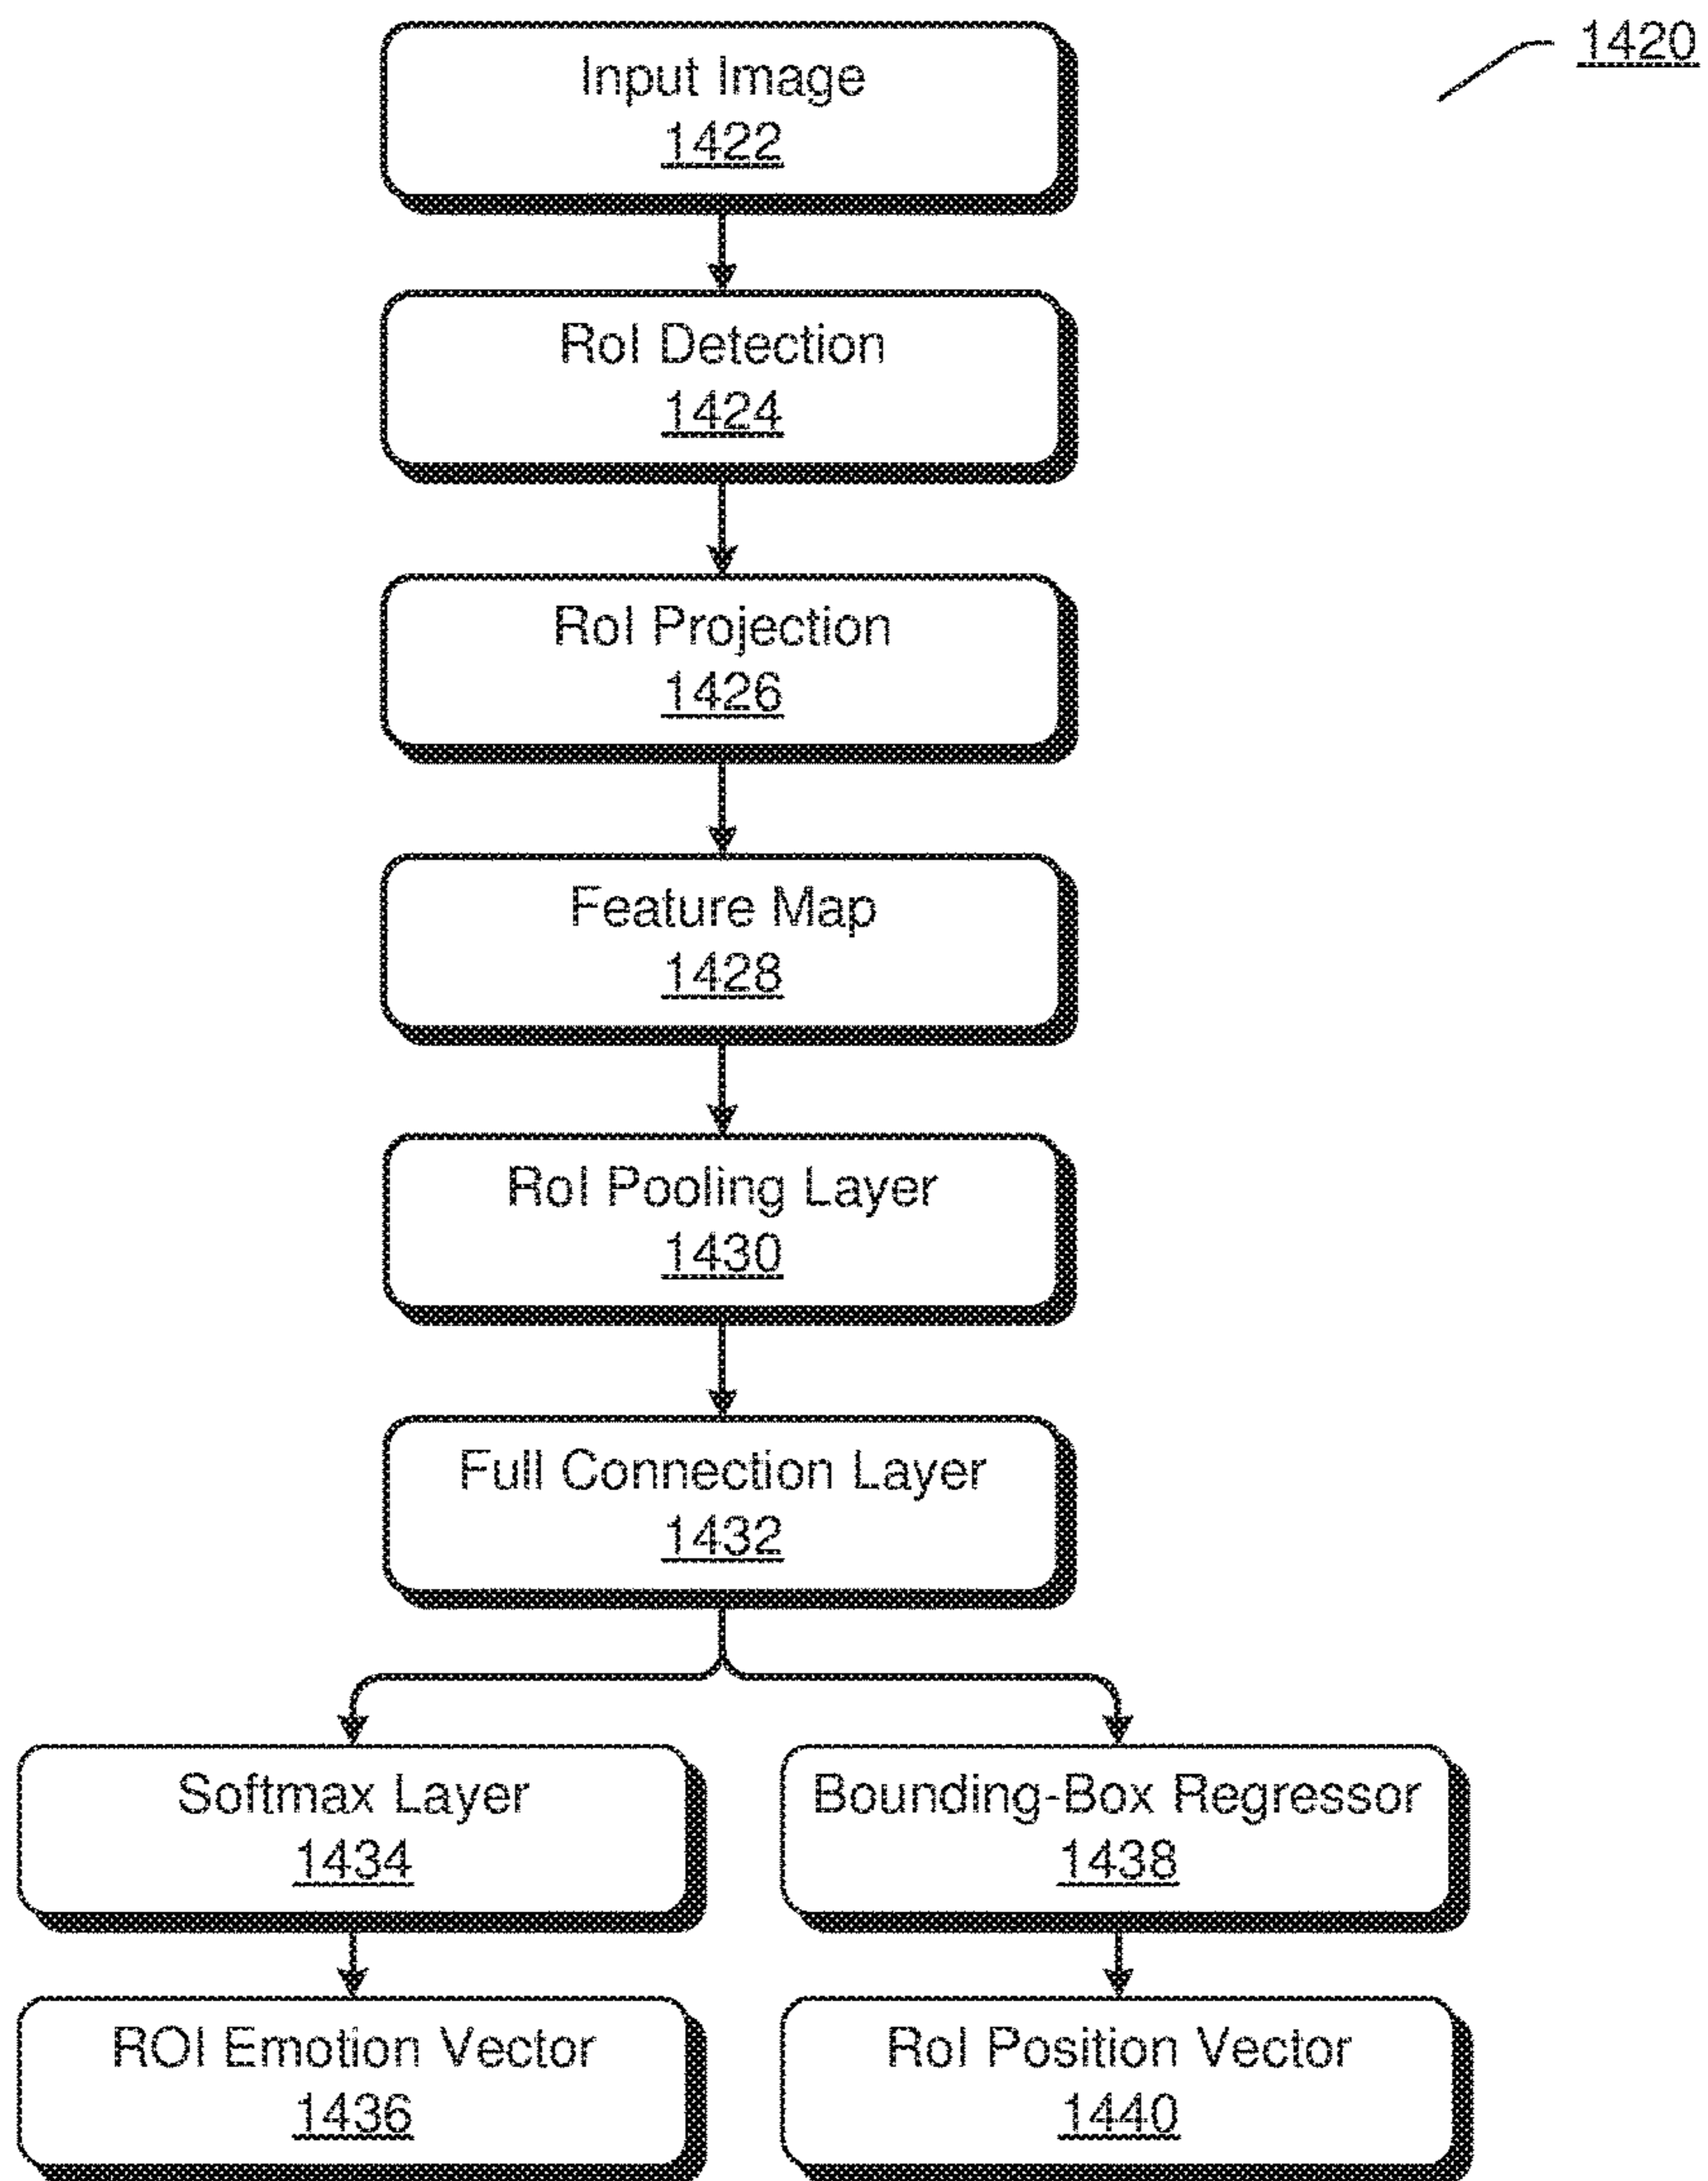 1420
Input Image
1422
RoI Detection
1424
RoI Projection
1426
Feature Map
1428
RoI Pooling Layer
1430
Full Connection Layer
1432
Softmax Layer
1434
Bounding-Box Regressor
1438
ROI Emotion Vector
1436
RoI Position Vector
1440